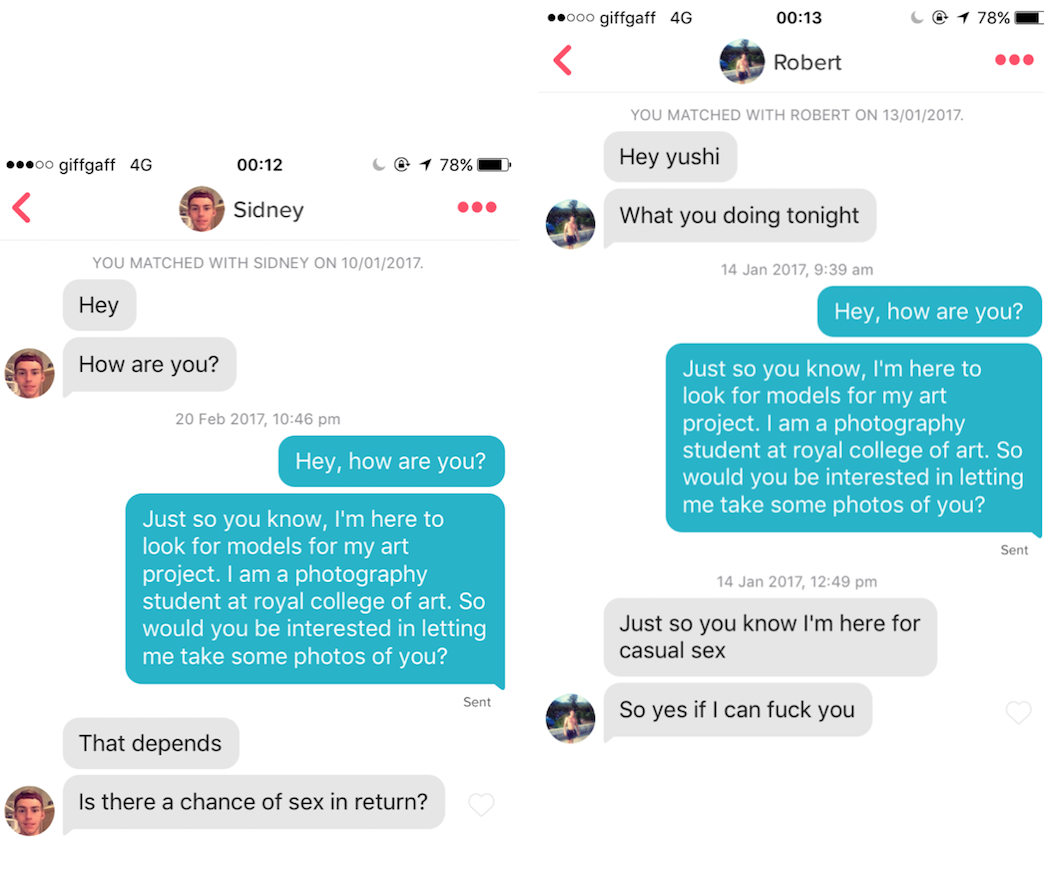 giffgaff 4G 00:12 78%
Sidney
YOU MATCHED WITH SIDNEY ON 10/01/2017.
Hey
How are you?
20 Feb 2017, 10:46 pm
Hey, how are you?
Just so you know, I'm here to
look for models for my art
project. I am a photography
student at royal college of art. So
would you be interested in letting
me take some photos of you?
Sent
That depends
Is there a chance of sex in return?
giffgaff 4G 00:13 78%
Robert
YOU MATCHED WITH ROBERT ON 13/01/2017.
Hey yushi
What you doing tonight
14 Jan 2017, 9:39 am
Hey, how are you?
Just so you know, I'm here to
look for models for my art
project. I am a photography
student at royal college of art. So
would you be interested in letting
me take some photos of you?
Sent
14 Jan 2017, 12:49 pm
Just so you know I'm here for
casual sex
So yes if I can fuck you